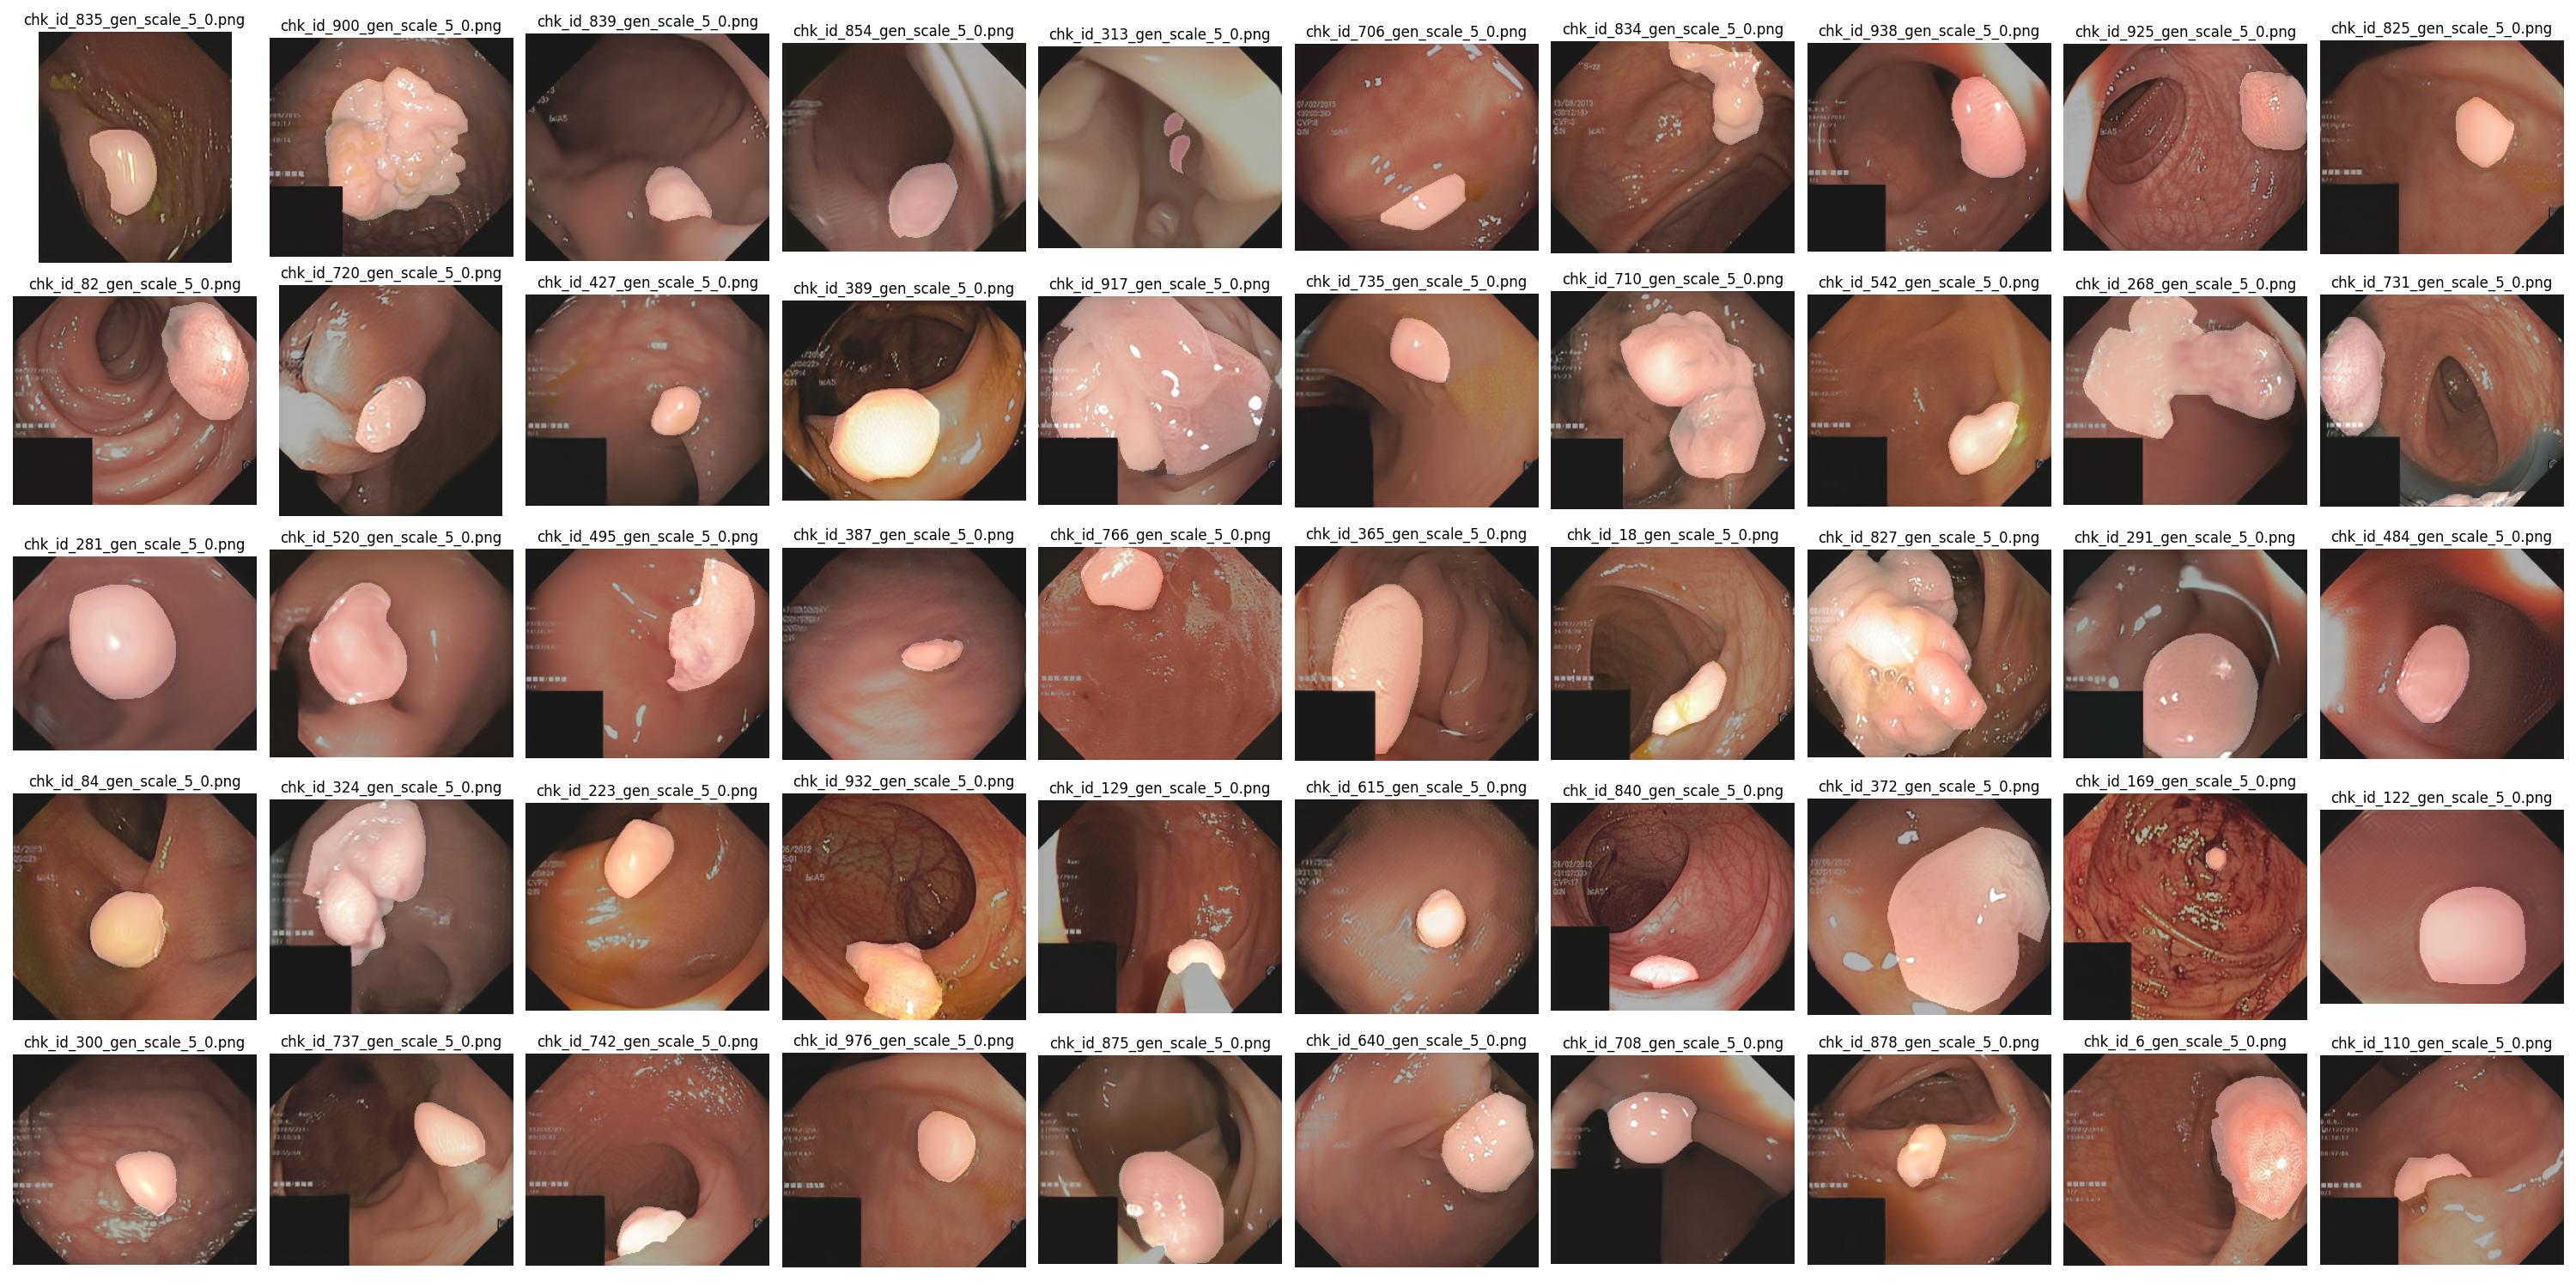 chk_id_835_gen_scale_5_0.png
chk_id_900_gen_scale_5_0.png
chk_id_839_gen_scale_5_0.png
chk_id_854_gen_scale_5_0.png
chk_id_313_gen_scale_5_0.png
chk_id_706_gen_scale_5_0.png
chk_id_834_gen_scale_5_0.png
chk_id_938_gen_scale_5_0.png
chk_id_925_gen_scale_5_0.png
chk_id_825_gen_scale_5_0.png
chk_id_82_gen_scale_5_0.png
chk_id_720_gen_scale_5_0.png
chk_id_427_gen_scale_5_0.png
chk_id_389_gen_scale_5_0.png
chk_id_917_gen_scale_5_0.png
chk_id_735_gen_scale_5_0.png
chk_id_710_gen_scale_5_0.png
chk_id_542_gen_scale_5_0.png
chk_id_268_gen_scale_5_0.png
chk_id_731_gen_scale_5_0.png
chk_id_281_gen_scale_5_0.png
chk_id_520_gen_scale_5_0.png
chk_id_495_gen_scale_5_0.png
chk_id_387_gen_scale_5_0.png
chk_id_766_gen_scale_5_0.png
chk_id_365_gen_scale_5_0.png
chk_id_18_gen_scale_5_0.png
chk_id_827_gen_scale_5_0.png
chk_id_291_gen_scale_5_0.png
chk_id_484_gen_scale_5_0.png
chk_id_84_gen_scale_5_0.png
chk_id_324_gen_scale_5_0.png
chk_id_223_gen_scale_5_0.png
chk_id_932_gen_scale_5_0.png
chk_id_129_gen_scale_5_0.png
chk_id_615_gen_scale_5_0.png
chk_id_840_gen_scale_5_0.png
chk_id_372_gen_scale_5_0.png
chk_id_169_gen_scale_5_0.png
chk_id_122_gen_scale_5_0.png
chk_id_300_gen_scale_5_0.png
chk_id_737_gen_scale_5_0.png
chk_id_742_gen_scale_5_0.png
chk_id_976_gen_scale_5_0.png
chk_id_875_gen_scale_5_0.png
chk_id_640_gen_scale_5_0.png
chk_id_708_gen_scale_5_0.png
chk_id_878_gen_scale_5_0.png
chk_id_6_gen_scale_5_0.png
chk_id_110_gen_scale_5_0.png